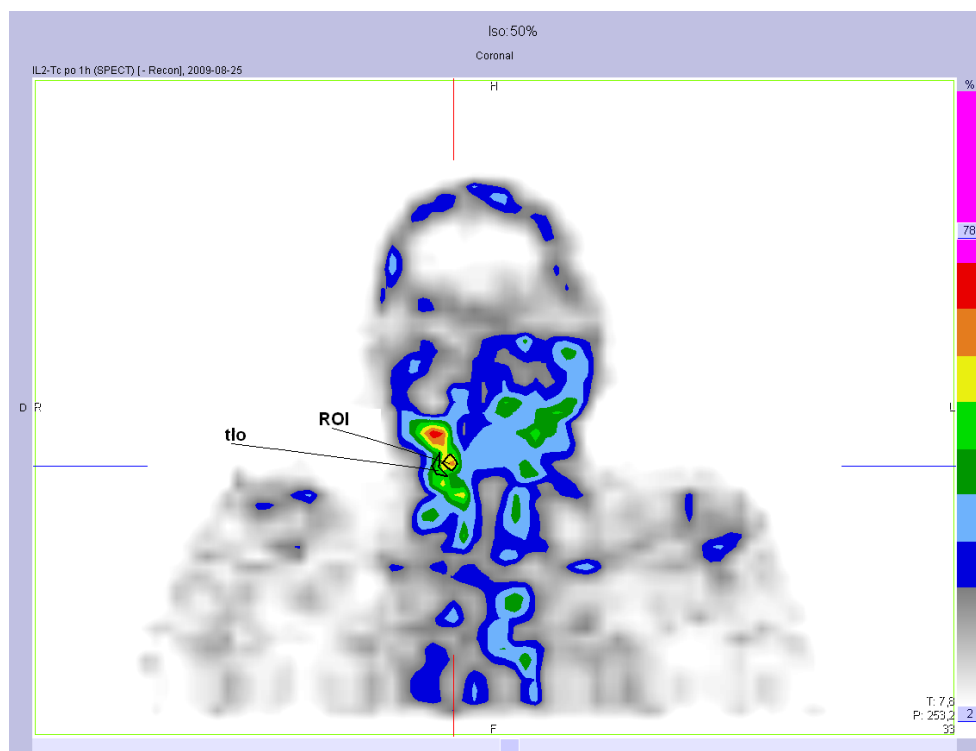 Iso:50%
Coronal
IL2-Tc po 1h (SPECT) [ - Recon], 2009-08-25
%
H
78
ROI
tlo
D R
L
T: 7,8
P: 253,2
33
2
F